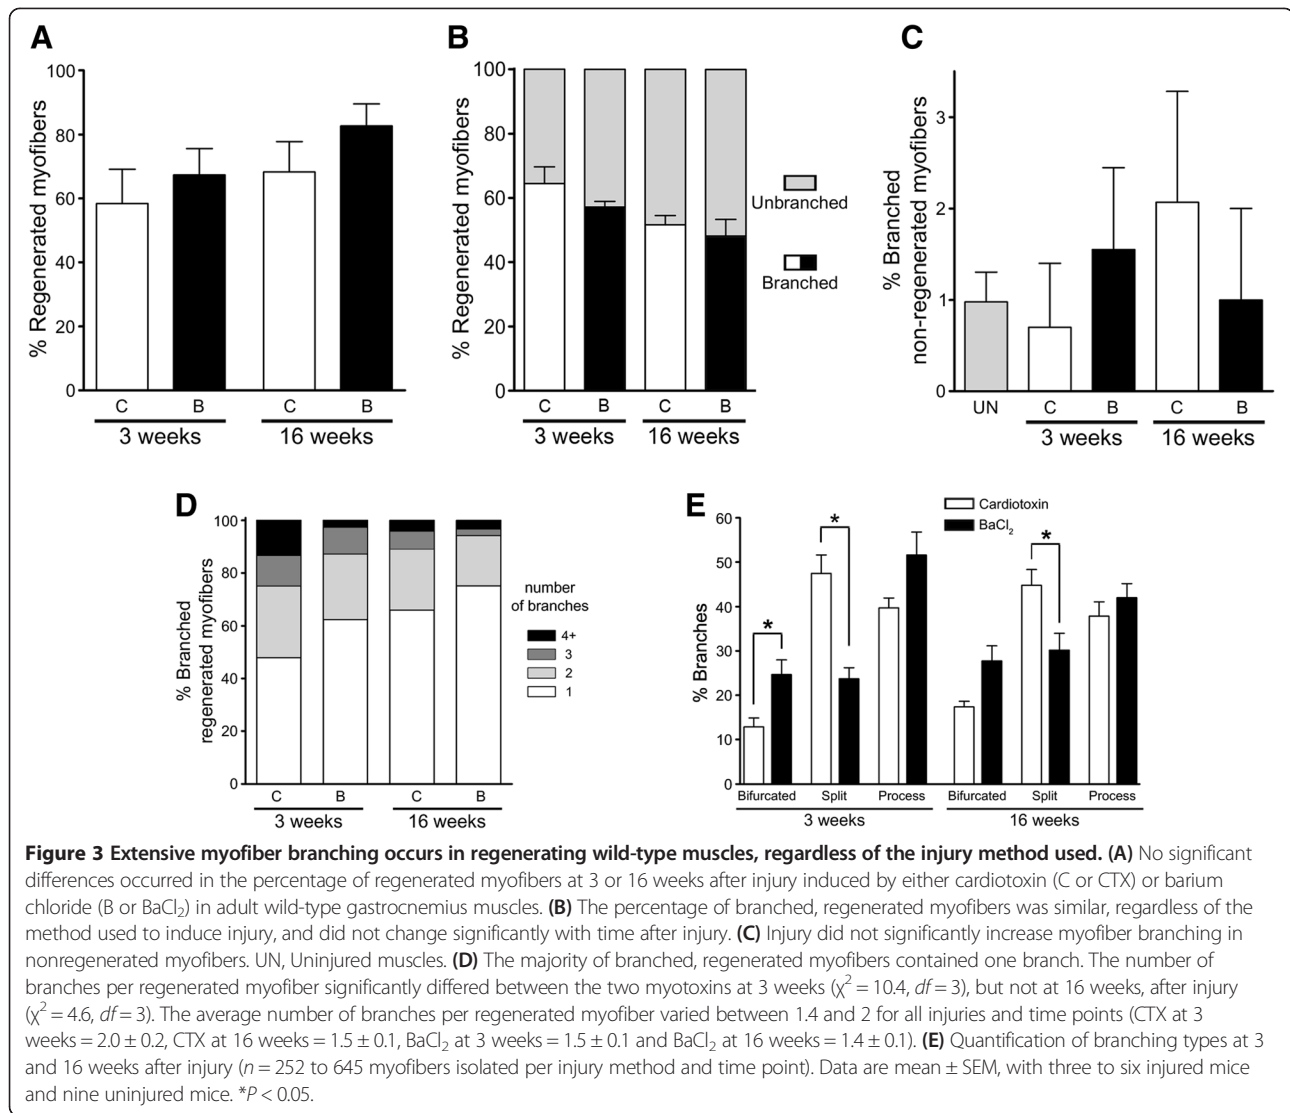 A
% Regenerated myofibers
100
80
60
40
20
0
C B C B
3 weeks 16 weeks
B
% Regenerated myofibers
100
80
60
40
20
0
C B C B
3 weeks 16 weeks
Unbranched
Branched
C
% Branched
non-regenerated myofibers
3
2
1
0
UN C B C B
3 weeks 16 weeks
D
% Branched
regenerated myofibers
100
80
60
40
20
0
C B C B
3 weeks 16 weeks
number
of branches
4+
3
2
1
E
Cardiotoxin
BaCl₂
% Branches
60
50
40
30
20
10
0
* * *
Bifurcated Split Process Bifurcated Split Process
3 weeks 16 weeks
Figure 3 Extensive myofiber branching occurs in regenerating wild-type muscles, regardless of the injury method used. (A) No significant
differences occurred in the percentage of regenerated myofibers at 3 or 16 weeks after injury induced by either cardiotoxin (C or CTX) or barium
chloride (B or BaCl₂) in adult wild-type gastrocnemius muscles. (B) The percentage of branched, regenerated myofibers was similar, regardless of the
method used to induce injury, and did not change significantly with time after injury. (C) Injury did not significantly increase myofiber branching in
nonregenerated myofibers. UN, Uninjured muscles. (D) The majority of branched, regenerated myofibers contained one branch. The number of
branches per regenerated myofiber significantly differed between the two myotoxins at 3 weeks (χ² = 10.4, df = 3), but not at 16 weeks, after injury
(χ² = 4.6, df = 3). The average number of branches per regenerated myofiber varied between 1.4 and 2 for all injuries and time points (CTX at 3
weeks = 2.0 ± 0.2, CTX at 16 weeks = 1.5 ± 0.1, BaCl₂ at 3 weeks = 1.5 ± 0.1 and BaCl₂ at 16 weeks = 1.4 ± 0.1). (E) Quantification of branching types at 3
and 16 weeks after injury (n = 252 to 645 myofibers isolated per injury method and time point). Data are mean ± SEM, with three to six injured mice
and nine uninjured mice. *P < 0.05.